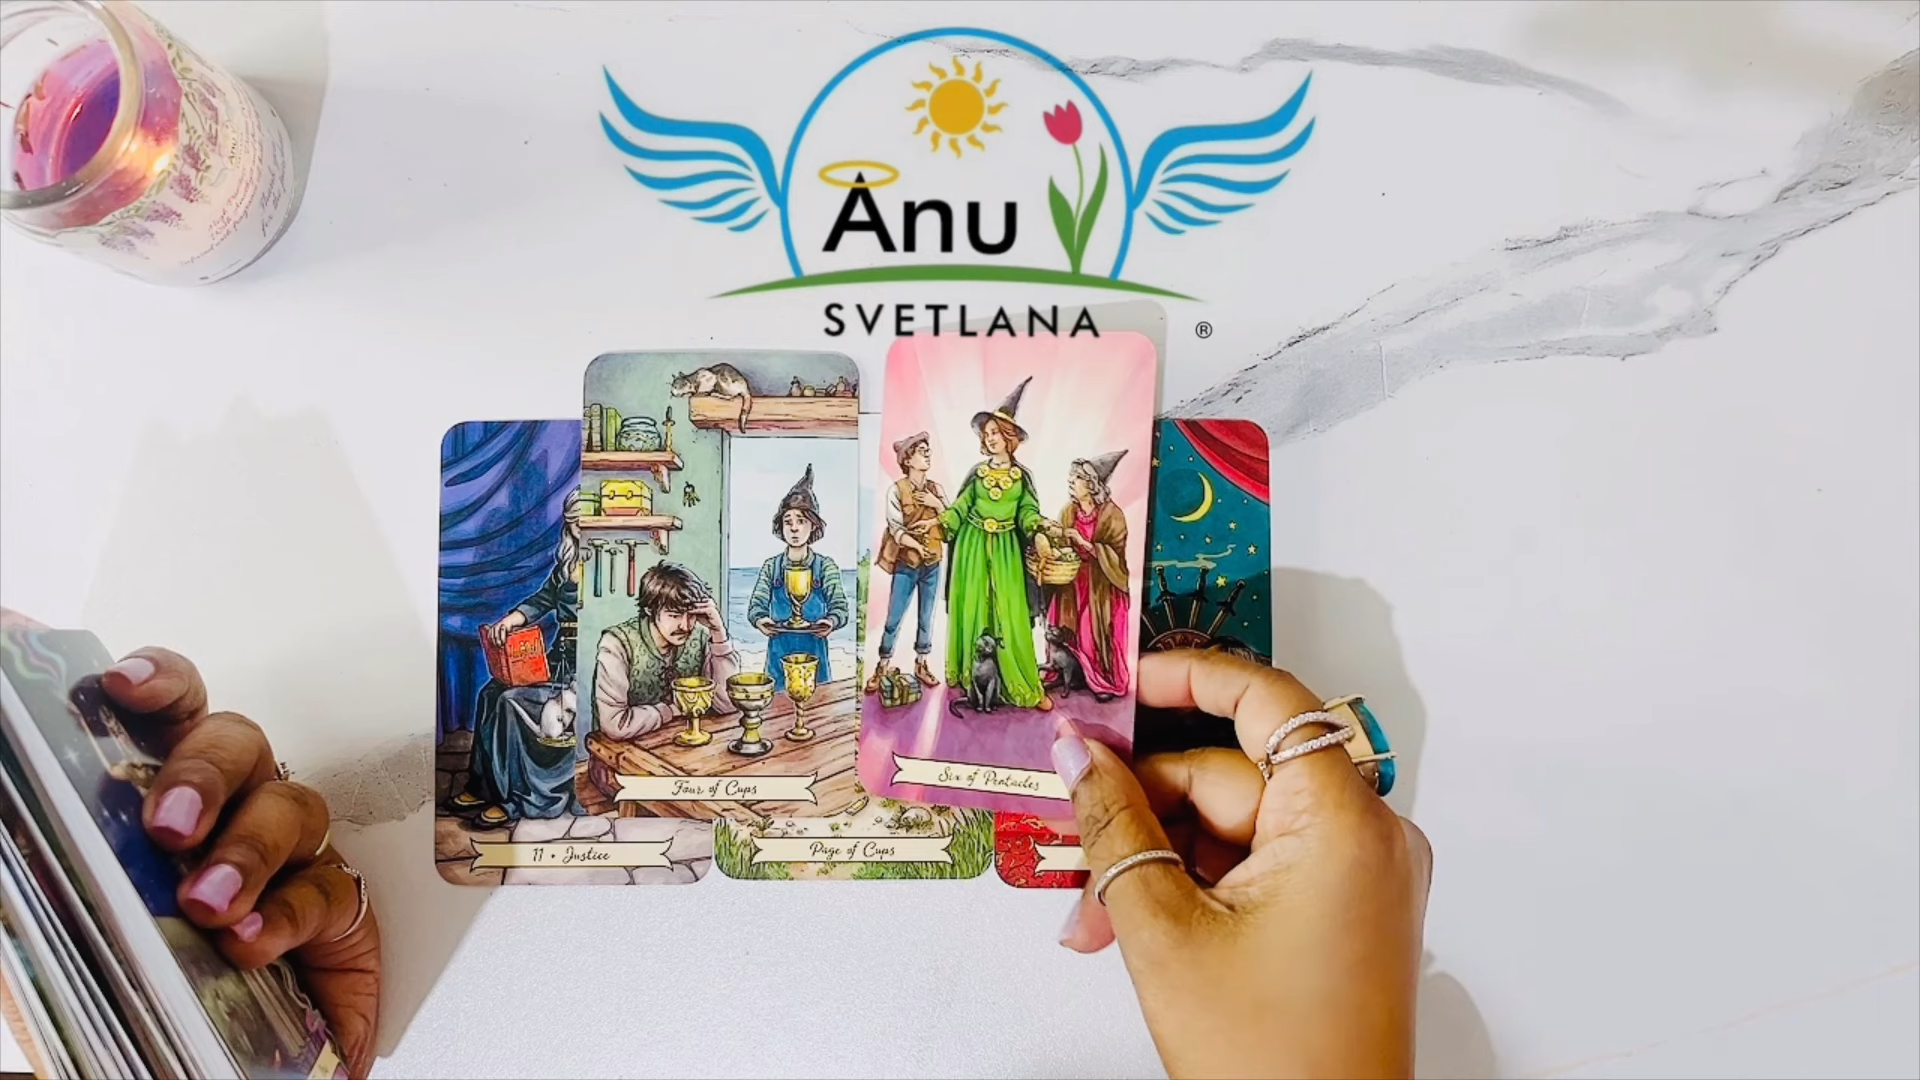 Anu
SVETLANA
®
Four of Cups
Six of Pentacles
11 • Justice
Page of Cups